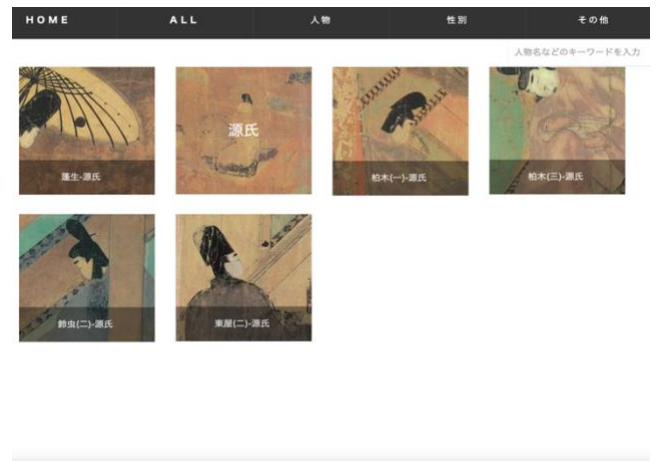 HOME ALL 人物 性別 その他
人物名などのキーワードを入力
蓬生-源氏
源氏
柏木(一)-源氏
柏木(三)-源氏
鈴虫(二)-源氏
東屋(二)-源氏